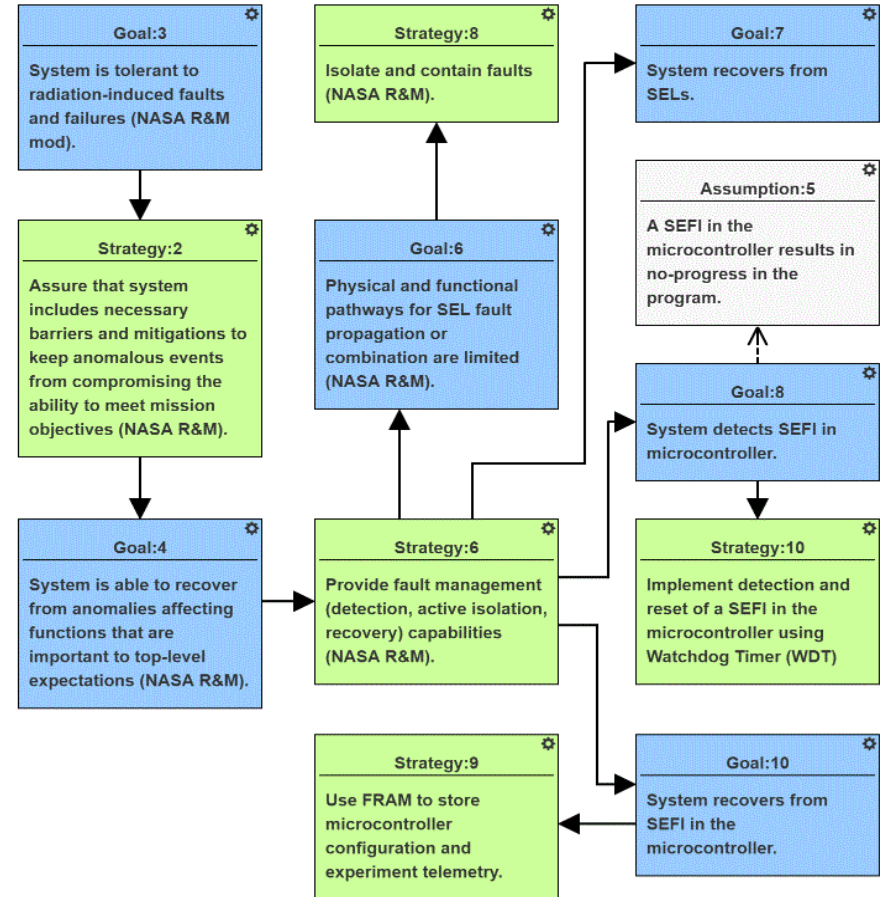 Goal:3
System is tolerant to
radiation-induced faults
and failures (NASA R&M
mod).
Strategy:2
Assure that system
includes necessary
barriers and mitigations to
keep anomalous events
from compromising the
ability to meet mission
objectives (NASA R&M).
Goal:4
System is able to recover
from anomalies affecting
functions that are
important to top-level
expectations (NASA R&M).
Strategy:8
Isolate and contain faults
(NASA R&M).
Goal:6
Physical and functional
pathways for SEL fault
propagation or
combination are limited
(NASA R&M).
Strategy:6
Provide fault management
(detection, active isolation,
recovery) capabilities
(NASA R&M).
Strategy:9
Use FRAM to store
microcontroller
configuration and
experiment telemetry.
Goal:7
System recovers from
SELs.
Assumption:5
A SEFI in the
microcontroller results in
no-progress in the
program.
Goal:8
System detects SEFI in
microcontroller.
Strategy:10
Implement detection and
reset of a SEFI in the
microcontroller using
Watchdog Timer (WDT)
Goal:10
System recovers from
SEFI in the
microcontroller.